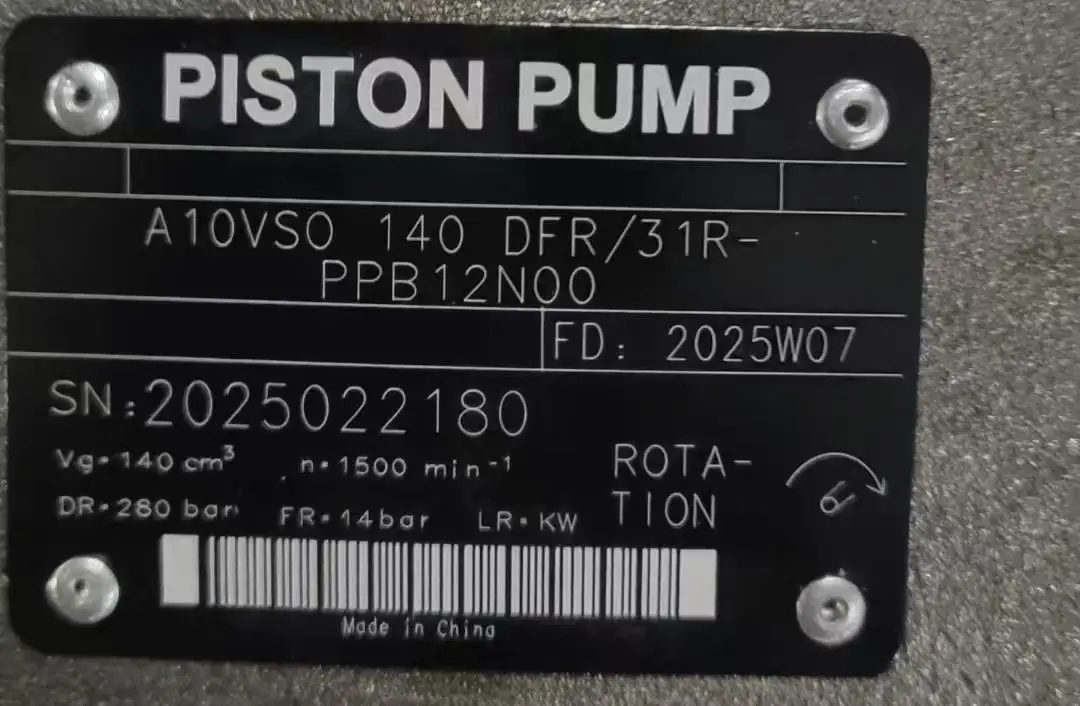 PISTON PUMP
A10VSO 140 DFR/31R-
PPB12N00
FD: 2025W07
SN:2025022180
Vg=140 cm³ n=1500 min⁻¹
DR=280 bar FR=14bar LR=KW
ROTA-
TION
Made in China